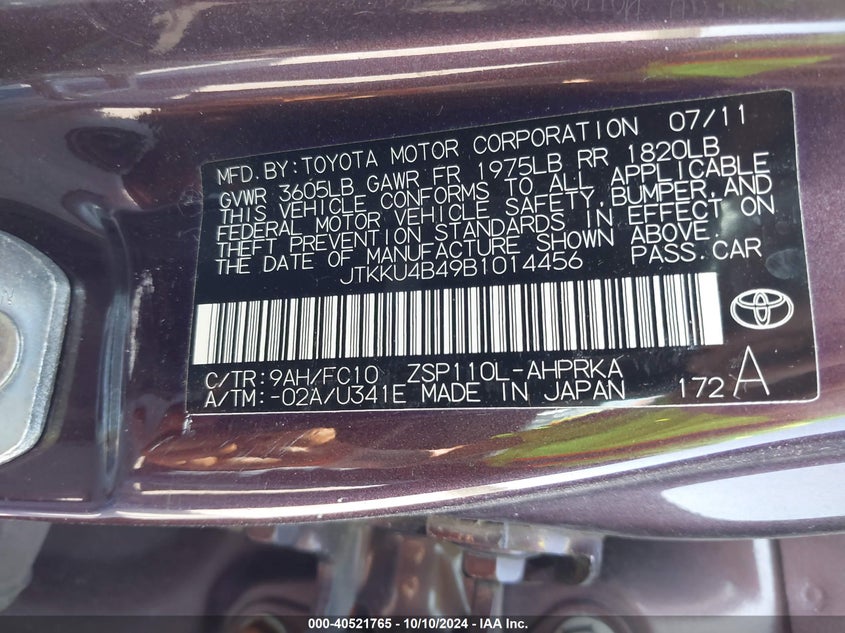 MFD.BY:TOYOTA MOTOR CORPORATION 07/11
GVWR 3605LB GAWR FR 1975LB RR 1820LB
THIS VEHICLE CONFORMS TO ALL APPLICABLE
FEDERAL MOTOR VEHICLE SAFETY,BUMPER,AND
THEFT PREVENTION STANDARDS IN EFFECT ON
THE DATE OF MANUFACTURE SHOWN ABOVE.
JTKKU4B49B1014456 PASS.CAR
C/TR:9AH/FC10 ZSP110L-AHPRKA
A/TM:-02A/U341E MADE IN JAPAN 172 A
000-40521765 - 10/10/2024 - IAAI.com